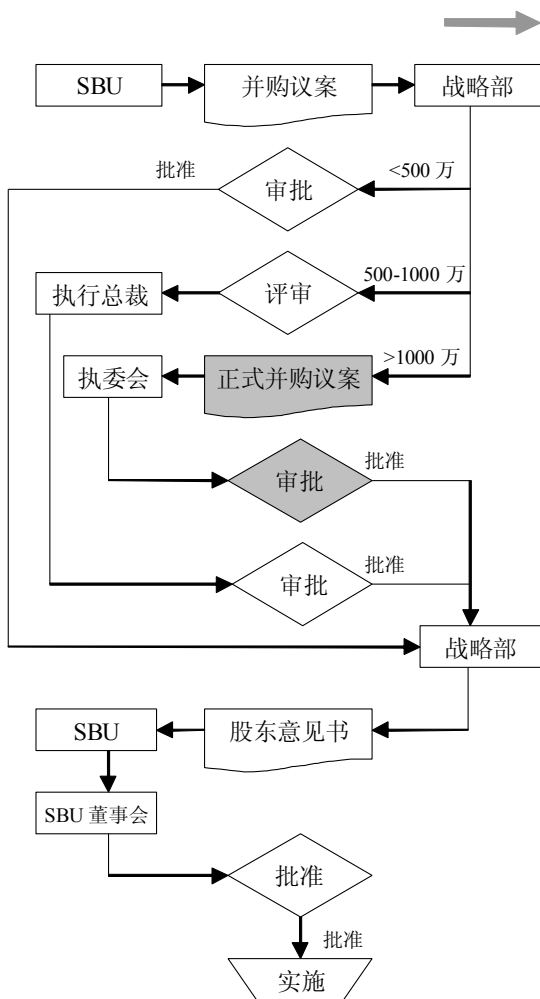 SBU
并购议案
战略部
批准
审批
<500 万
执行总裁
评审
500-1000 万
执委会
正式并购议案
>1000 万
审批
批准
审批
批准
战略部
SBU
股东意见书
SBU 董事会
批准
批准
实施